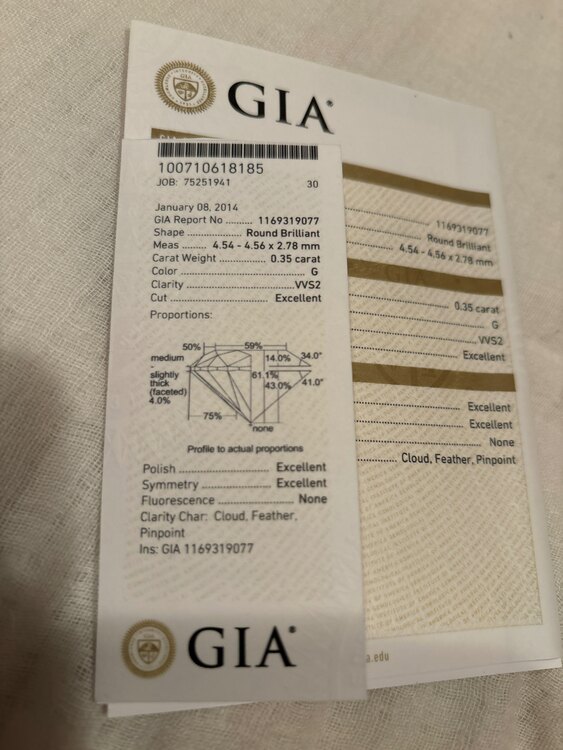 GIA®
100710618185
JOB: 75251941 30
January 08, 2014
GIA Report No 1169319077
Shape Round Brilliant
Meas 4.54 - 4.56 x 2.78 mm
Carat Weight 0.35 carat
Color G
Clarity VVS2
Cut Excellent
Proportions:
50% 59%
medium
-
slightly
thick
(faceted)
4.0%
14.0% 34.0°
61.1%
43.0% 41.0°
75%
none
Profile to actual proportions
Polish Excellent
Symmetry Excellent
Fluorescence None
Clarity Char: Cloud, Feather,
Pinpoint
Ins: GIA 1169319077
GIA®
1169319077
Round Brilliant
4.54 - 4.56 x 2.78 mm
0.35 carat
G
VVS2
Excellent
Excellent
Excellent
None
Cloud, Feather, Pinpoint
a.edu